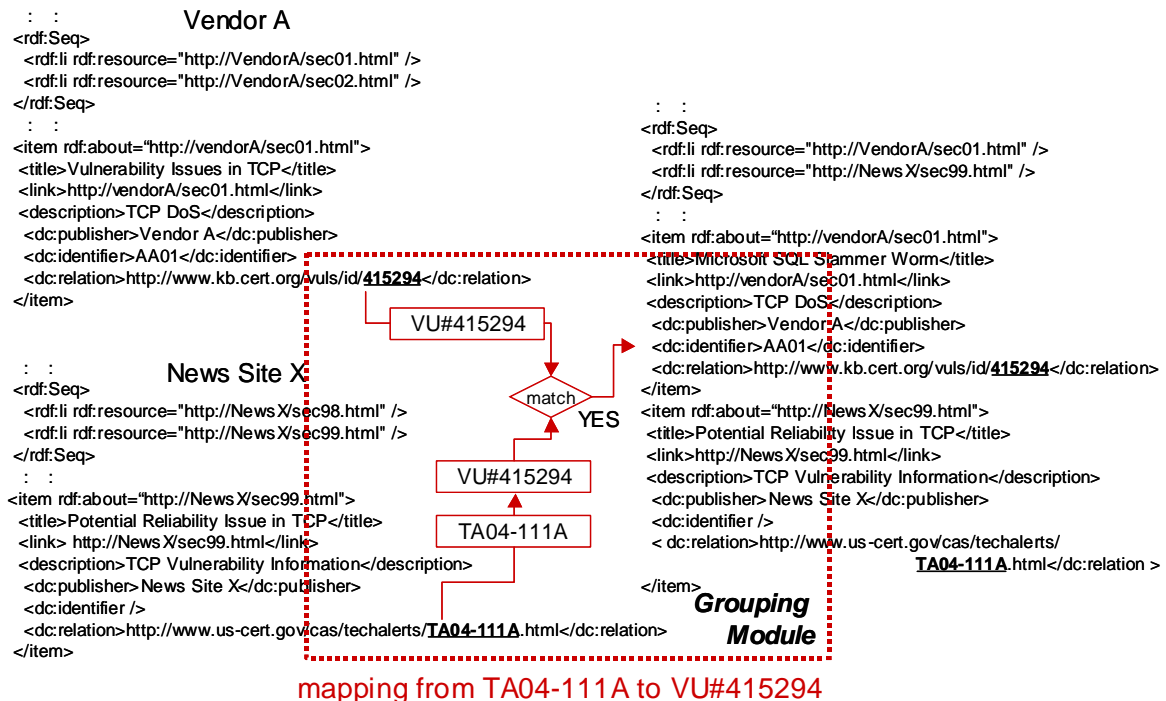 : :
Vendor A
<rdf:Seq>
<rdf:li rdf:resource="http://VendorA/sec01.html" />
<rdf:li rdf:resource="http://VendorA/sec02.html" />
</rdf:Seq>
: :
<item rdf:about=“http://vendorA/sec01.html">
<title>Vulnerability Issues in TCP</title>
<link>http://vendorA/sec01.html</link>
<description>TCP DoS</description>
<dc:publisher>Vendor A</dc:publisher>
<dc:identifier>AA01</dc:identifier>
<dc:relation>http://www.kb.cert.org/vuls/id/415294</dc:relation>
</item>
: :
News Site X
<rdf:Seq>
<rdf:li rdf:resource="http://NewsX/sec98.html" />
<rdf:li rdf:resource="http://NewsX/sec99.html" />
</rdf:Seq>
: :
<item rdf:about=“http://NewsX/sec99.html">
<title>Potential Reliability Issue in TCP</title>
<link> http://NewsX/sec99.html</link>
<description>TCP Vulnerability Information</description>
<dc:publisher>News Site X</dc:publisher>
<dc:identifier />
<dc:relation>http://www.us-cert.gov/cas/techalerts/TA04-111A.html</dc:relation>
</item>
VU#415294
match
YES
VU#415294
TA04-111A
: :
<rdf:Seq>
<rdf:li rdf:resource="http://VendorA/sec01.html" />
<rdf:li rdf:resource="http://NewsX/sec99.html" />
</rdf:Seq>
: :
<item rdf:about=“http://vendorA/sec01.html">
<title>Microsoft SQL Slammer Worm</title>
<link>http://vendorA/sec01.html</link>
<description>TCP DoS</description>
<dc:publisher>Vendor A</dc:publisher>
<dc:identifier>AA01</dc:identifier>
<dc:relation>http://www.kb.cert.org/vuls/id/415294</dc:relation>
</item>
<item rdf:about=“http://NewsX/sec99.html">
<title>Potential Reliability Issue in TCP</title>
<link>http://NewsX/sec99.html</link>
<description>TCP Vulnerability Information</description>
<dc:publisher>News Site X</dc:publisher>
<dc:identifier />
< dc:relation>http://www.us-cert.gov/cas/techalerts/
TA04-111A.html</dc:relation >
</item>
Grouping
Module
mapping from TA04-111A to VU#415294